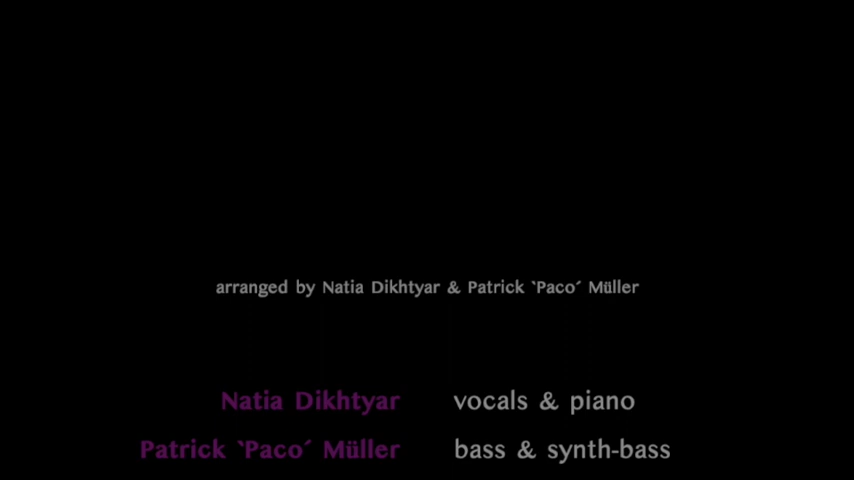 arranged by Natia Dikhtyar & Patrick `Paco´ Müller
Natia Dikhtyar vocals & piano
Patrick `Paco´ Müller bass & synth-bass